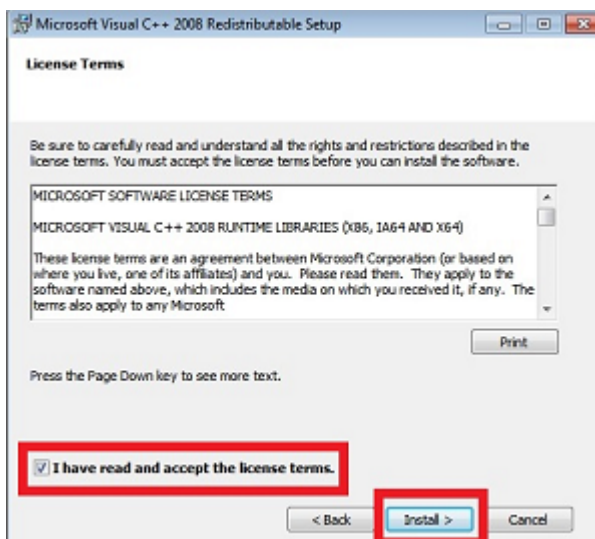 Microsoft Visual C++ 2008 Redistributable Setup
License Terms
Be sure to carefully read and understand all the rights and restrictions described in the
license terms. You must accept the license terms before you can install the software.
MICROSOFT SOFTWARE LICENSE TERMS
MICROSOFT VISUAL C++ 2008 RUNTIME LIBRARIES (X86, IA64 AND X64)
These license terms are an agreement between Microsoft Corporation (or based on
where you live, one of its affiliates) and you.  Please read them.  They apply to the
software named above, which includes the media on which you received it, if any.  The
terms also apply to any Microsoft
Print
Press the Page Down key to see more text.
I have read and accept the license terms.
< Back
Install >
Cancel